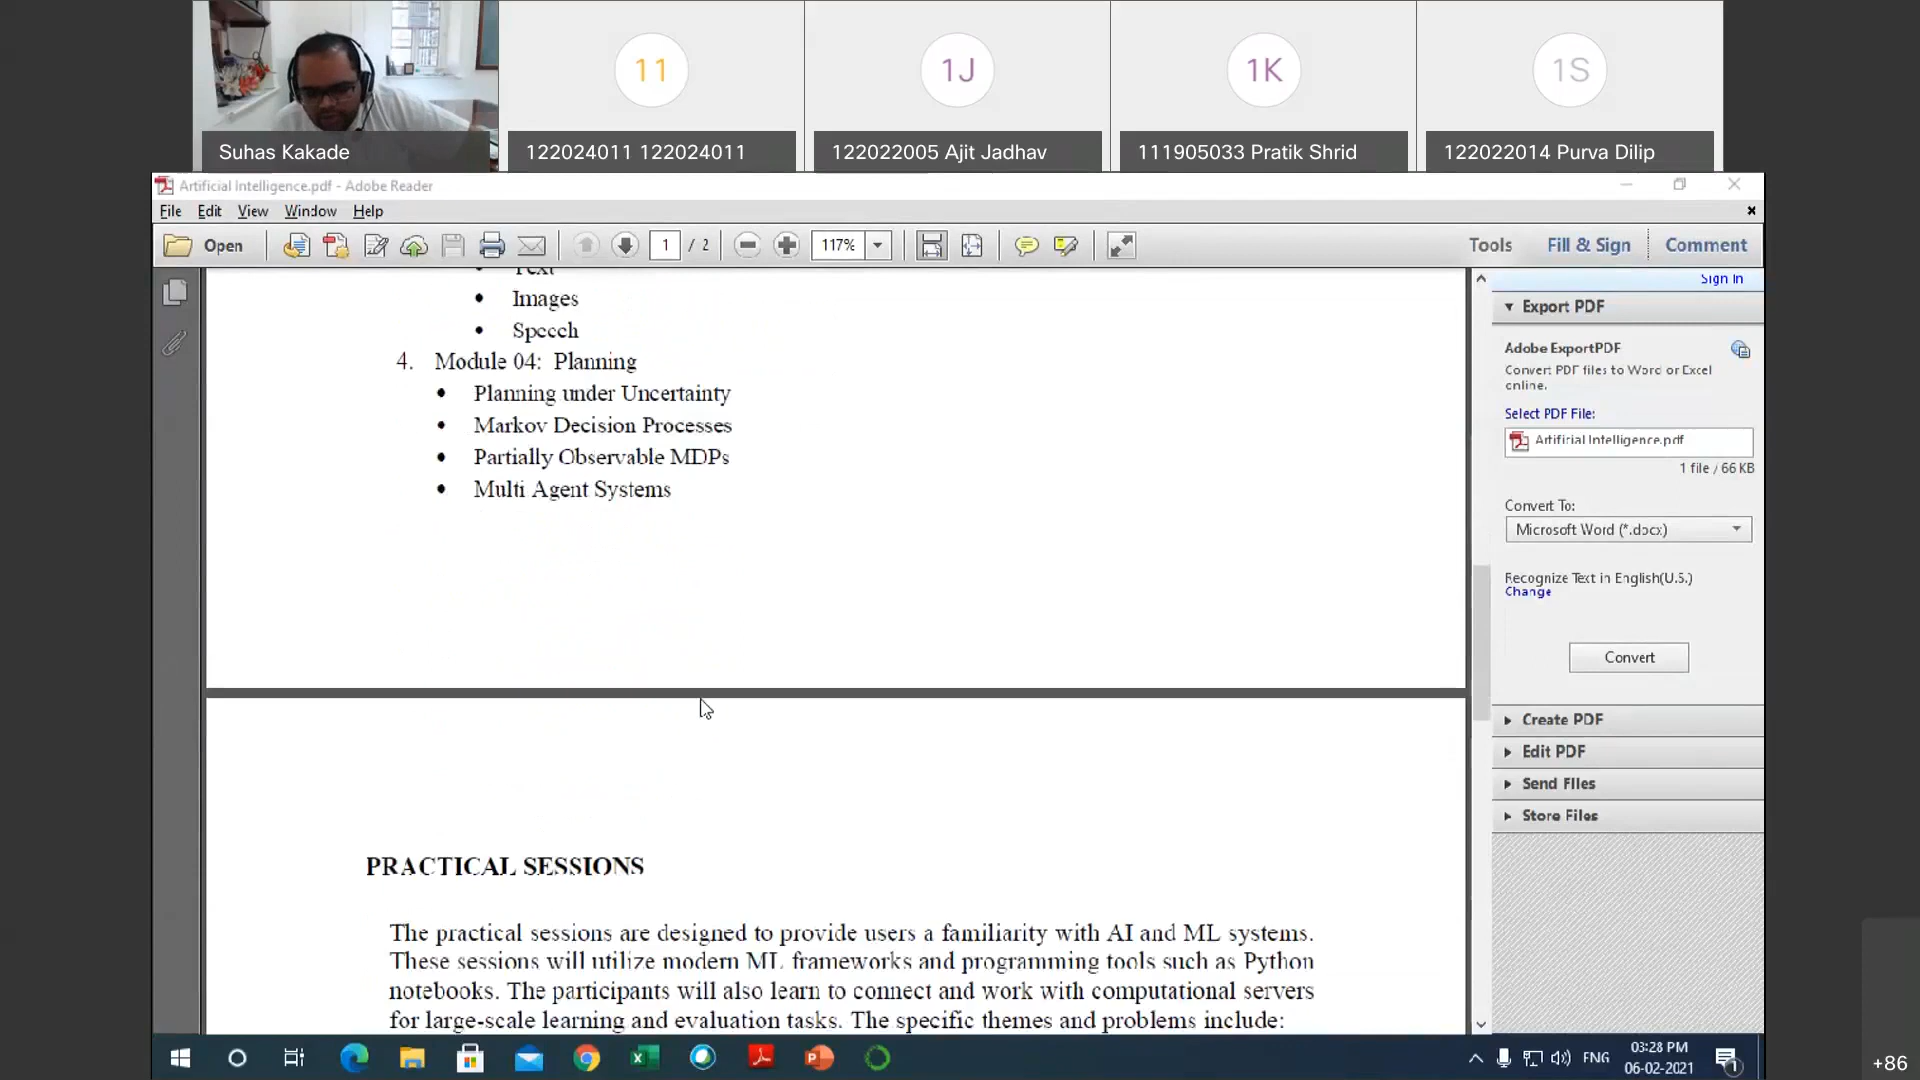 11
1J
1K
1S
Suhas Kakade
122024011 122024011
122022005 Ajit Jadhav
111905033 Pratik Shrid
122022014 Purva Dilip
Artificial Intelligence.pdf - Adobe Reader
File Edit View Window Help
Open
1 / 2
117%
Tools Fill & Sign Comment
Text
• Images
• Speech
4. Module 04: Planning
• Planning under Uncertainty
• Markov Decision Processes
• Partially Observable MDPs
• Multi Agent Systems
PRACTICAL SESSIONS
The practical sessions are designed to provide users a familiarity with AI and ML systems.
These sessions will utilize modern ML frameworks and programming tools such as Python
notebooks. The participants will also learn to connect and work with computational servers
for large-scale learning and evaluation tasks. The specific themes and problems include:
Sign In
Export PDF
Adobe ExportPDF
Convert PDF files to Word or Excel
online.
Select PDF File:
Artificial Intelligence.pdf
1 file / 66 KB
Convert To:
Microsoft Word (*.docx)
Recognize Text in English(U.S.)
Change
Convert
Create PDF
Edit PDF
Send Files
Store Files
ENG
03:28 PM
06-02-2021
1
+86